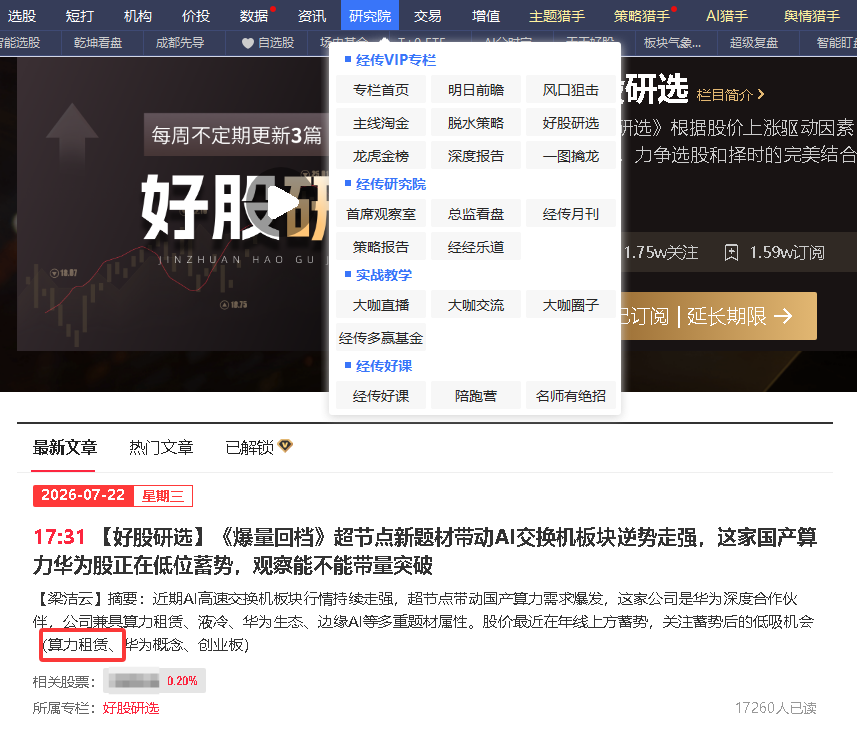 选股 短打 机构 价投 数据 资讯 研究院 交易 增值 主题猎手 策略猎手 AI猎手 舆情猎手
智能选股 乾坤看盘 成都先导 自选股 板块气象... 超级复盘 智能盯盘
经传VIP专栏
专栏首页 明日前瞻 风口狙击
主线淘金 脱水策略 好股研选
龙虎金榜 深度报告 一图擒龙
经传研究院
首席观察室 总监看盘 经传月刊
策略报告 经经乐道
实战教学
大咖直播 大咖交流 大咖圈子
经传多赢基金
经传好课
经传好课 陪跑营 名师有绝招
每周不定期更新3篇
好股研
JINZHUAN HAO GU J
10.87
10.75
股研选 栏目简介
研选》根据股价上涨驱动因素
，力争选股和择时的完美结合
1.75w关注 1.59w订阅
已订阅 | 延长期限
最新文章 热门文章 已解锁
2026-07-22 星期三
17:31 【好股研选】《爆量回档》超节点新题材带动AI交换机板块逆势走强，这家国产算
力华为股正在低位蓄势，观察能不能带量突破
【梁洁云】摘要：近期AI高速交换机板块行情持续走强，超节点带动国产算力需求爆发，这家公司是华为深度合作伙
伴，公司兼具算力租赁、液冷、华为生态、边缘AI等多重题材属性。股价最近在年线上方蓄势，关注蓄势后的低吸机会
（算力租赁、华为概念、创业板）
相关股票： 0.20%
所属专栏：好股研选
17260人已读